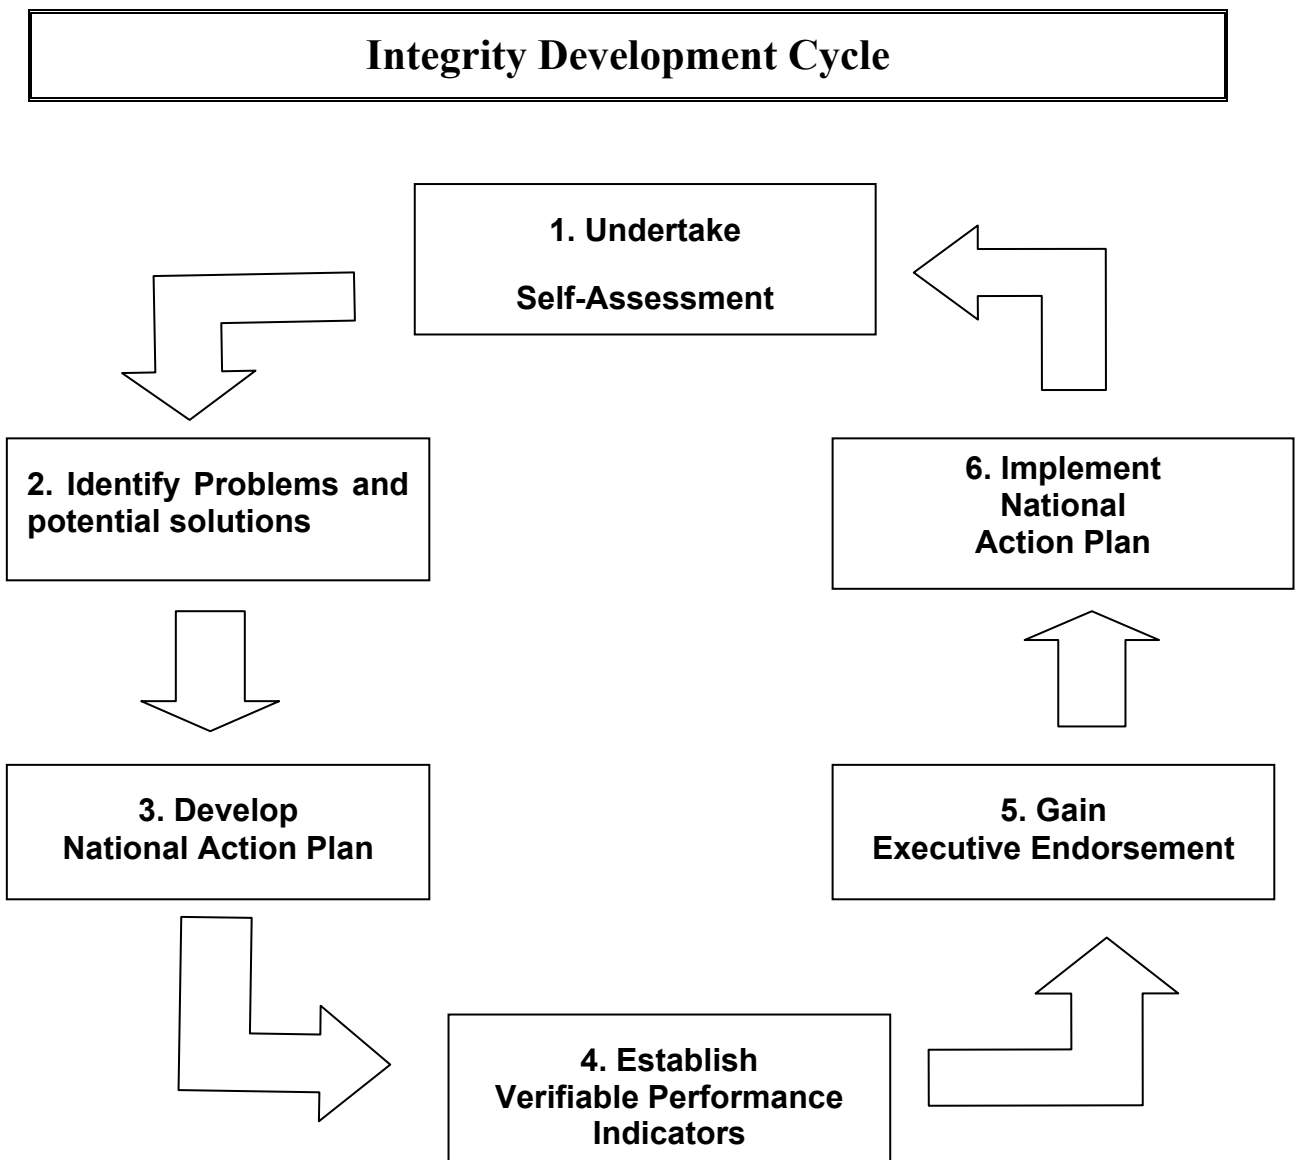 Integrity Development Cycle
1. Undertake
Self-Assessment
2. Identify Problems and
potential solutions
3. Develop
National Action Plan
4. Establish
Verifiable Performance
Indicators
5. Gain
Executive Endorsement
6. Implement
National
Action Plan